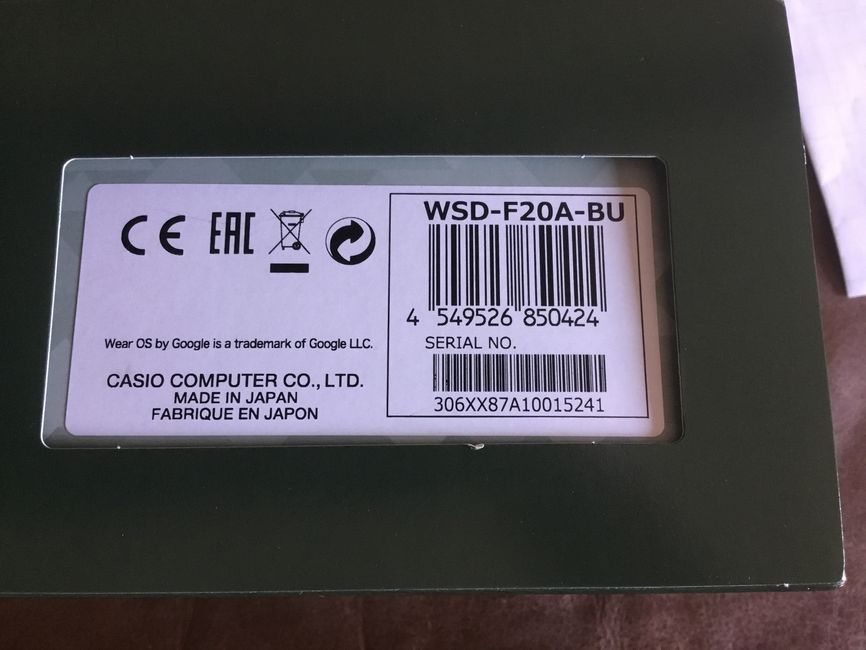 CE EAC
Wear OS by Google is a trademark of Google LLC.
CASIO COMPUTER CO., LTD.
MADE IN JAPAN
FABRIQUE EN JAPON
WSD-F20A-BU
4 549526 850424
SERIAL NO.
306XX87A10015241